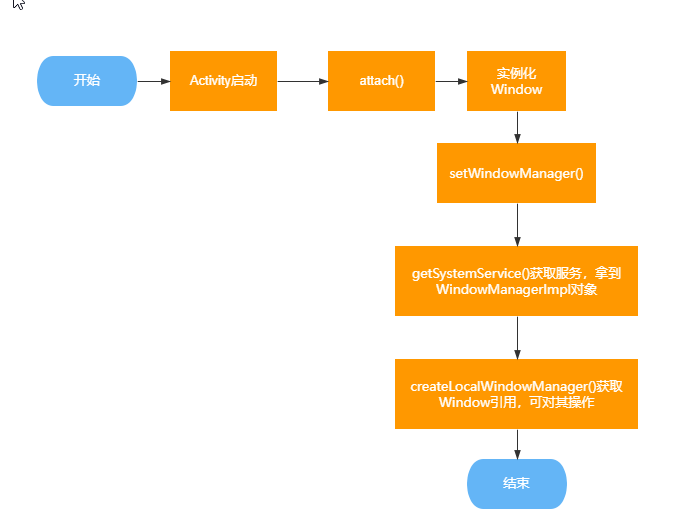 开始
Activity启动
attach()
实例化
Window
setWindowManager()
getSystemService()获取服务，拿到
WindowManagerImpl对象
createLocalWindowManager()获取
Window引用，可对其操作
结束